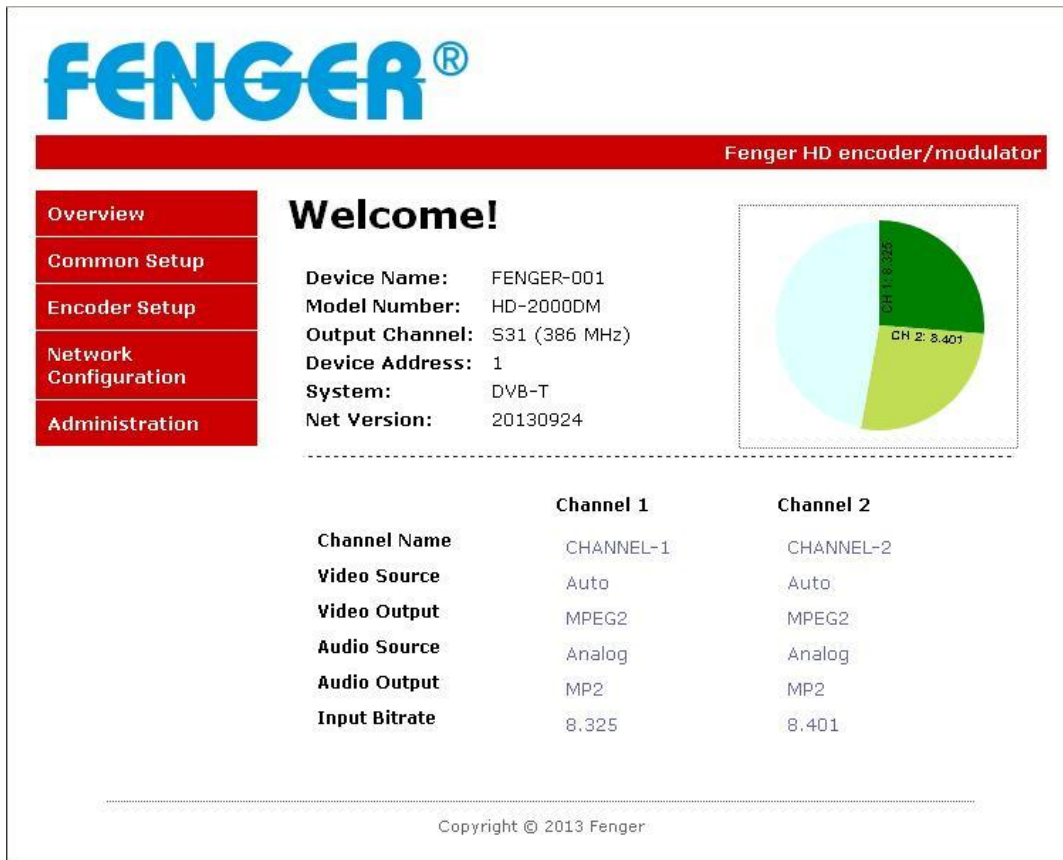 FENGER®
Fenger HD encoder/modulator
Overview
Common Setup
Encoder Setup
Network
Configuration
Administration
Welcome!
Device Name: FENGER-001
Model Number: HD-2000DM
Output Channel: S31 (386 MHz)
Device Address: 1
System: DVB-T
Net Version: 20130924
CH 1: 8.325
CH 2: 8.401
Channel 1 Channel 2
Channel Name CHANNEL-1 CHANNEL-2
Video Source Auto Auto
Video Output MPEG2 MPEG2
Audio Source Analog Analog
Audio Output MP2 MP2
Input Bitrate 8.325 8.401
Copyright © 2013 Fenger